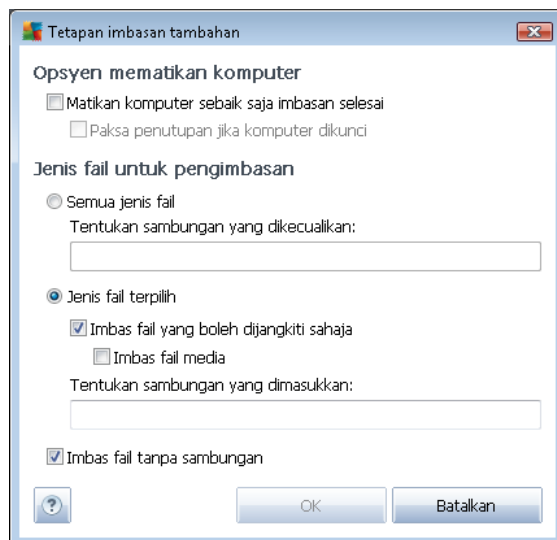 Tetapan imbasan tambahan
Opsyen mematikan komputer
Matikan komputer sebaik saja imbasan selesai
Paksa penutupan jika komputer dikunci
Jenis fail untuk pengimbasan
Semua jenis fail
Tentukan sambungan yang dikecualikan:
Jenis fail terpilih
Imbas fail yang boleh dijangkiti sahaja
Imbas fail media
Tentukan sambungan yang dimasukkan:
Imbas fail tanpa sambungan
? OK Batalkan